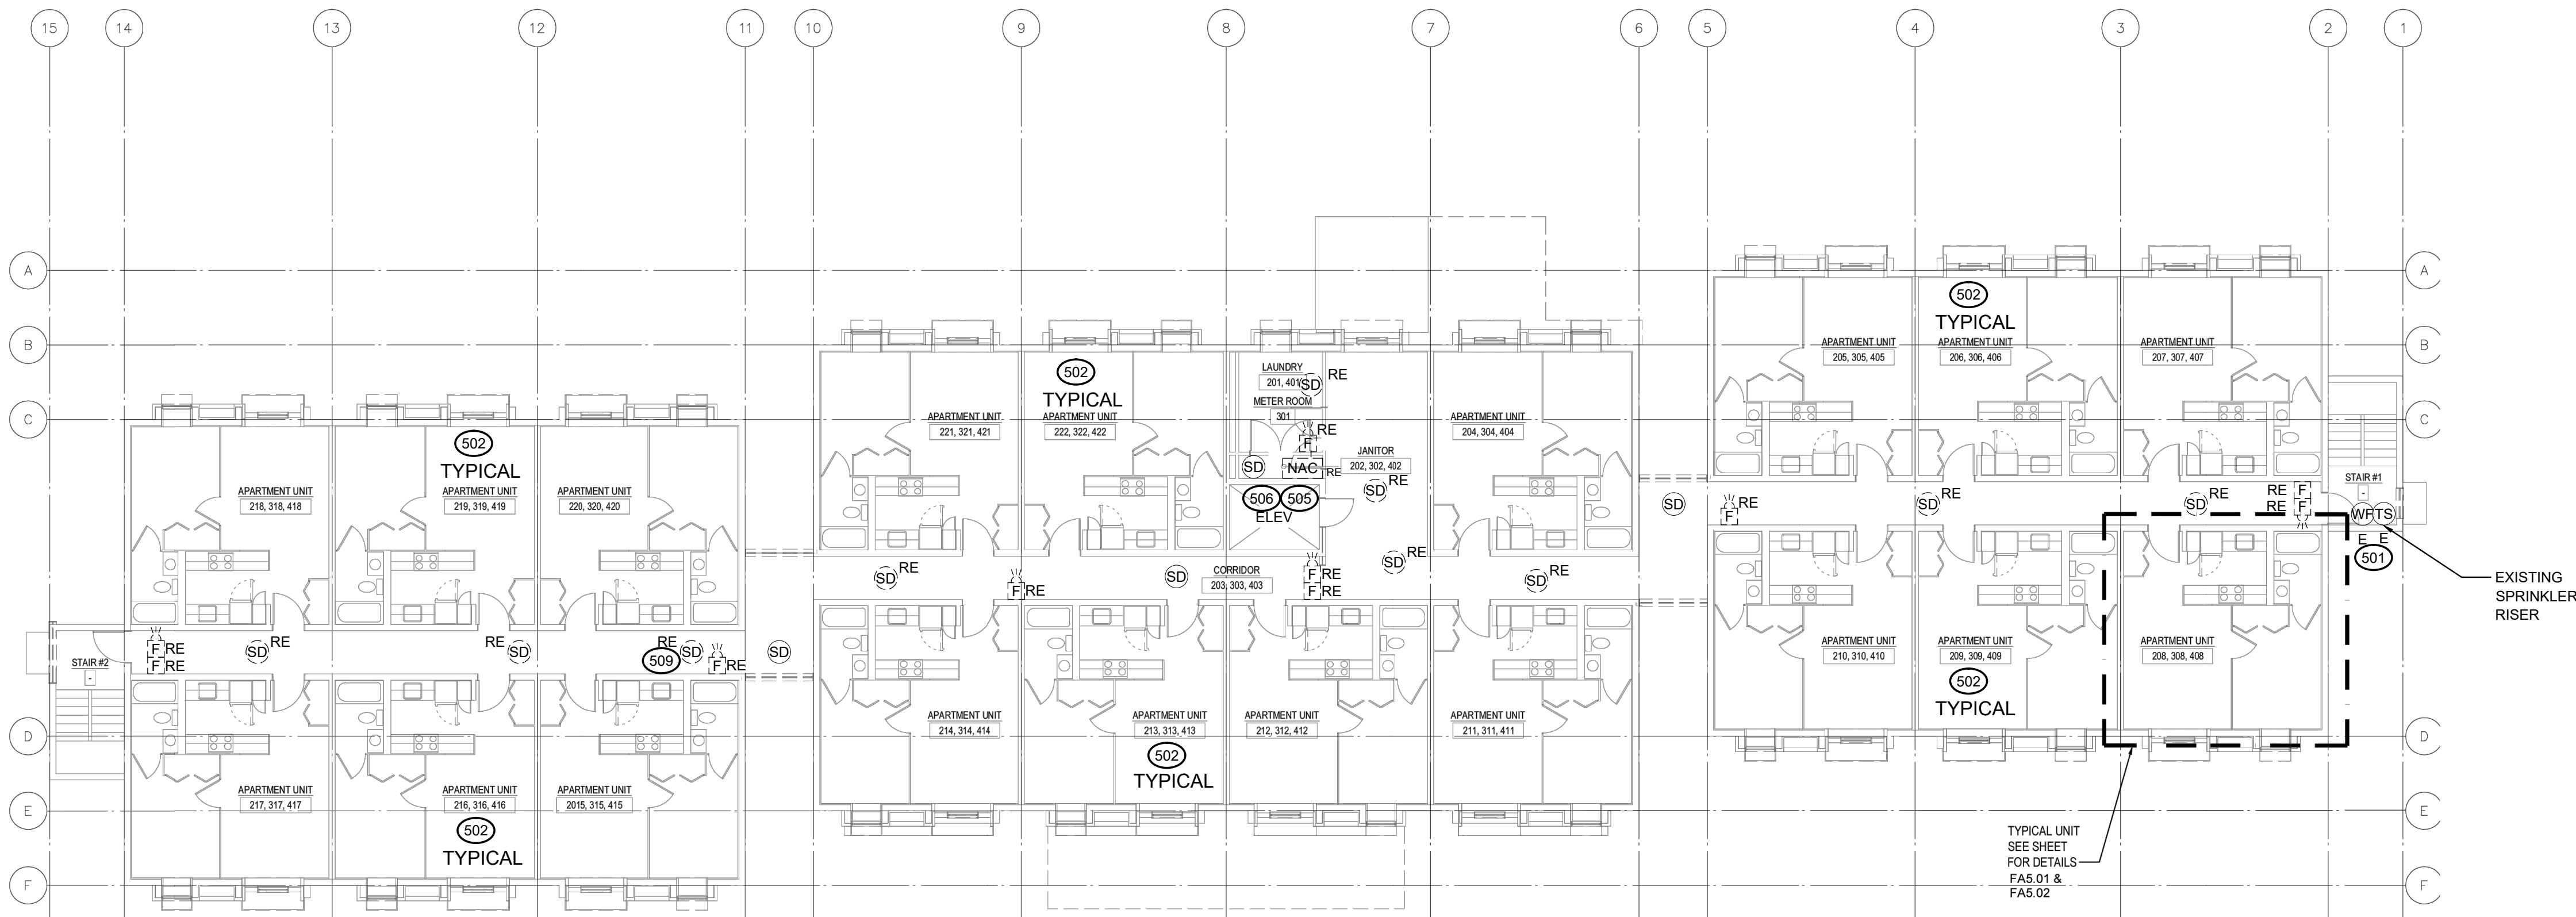 15 14 13 12 11 10 9 8 7 6 5 4 3 2 1
A A
502
TYPICAL
B B
APARTMENT UNIT
205, 305, 405
APARTMENT UNIT
206, 306, 406
APARTMENT UNIT
207, 307, 407
502
TYPICAL
LAUNDRY
201, 401
SD RE
METER ROOM
301
C C
APARTMENT UNIT
221, 321, 421
APARTMENT UNIT
222, 322, 422
F RE
APARTMENT UNIT
204, 304, 404
502
TYPICAL
SD
NAC RE
JANITOR
202, 302, 402
SD RE
506 505
ELEV
APARTMENT UNIT
218, 318, 418
APARTMENT UNIT
219, 319, 419
APARTMENT UNIT
220, 320, 420
SD
F RE
SD RE
SD RE
RE F
RE F
STAIR #1
-
WF TS
E E
501
EXISTING
SPRINKLER
RISER
SD RE
F RE
SD
CORRIDOR
203, 303, 403
F RE
F RE
SD RE
SD RE
STAIR #2
-
F RE
F RE
SD RE
RE SD
RE SD
509
F RE
SD
APARTMENT UNIT
210, 310, 410
APARTMENT UNIT
209, 309, 409
APARTMENT UNIT
208, 308, 408
502
TYPICAL
D D
APARTMENT UNIT
214, 314, 414
APARTMENT UNIT
213, 313, 413
APARTMENT UNIT
212, 312, 412
APARTMENT UNIT
211, 311, 411
502
TYPICAL
APARTMENT UNIT
217, 317, 417
APARTMENT UNIT
216, 316, 416
APARTMENT UNIT
2015, 315, 415
E E
502
TYPICAL
TYPICAL UNIT
SEE SHEET
FOR DETAILS
FA5.01 &
FA5.02
F F